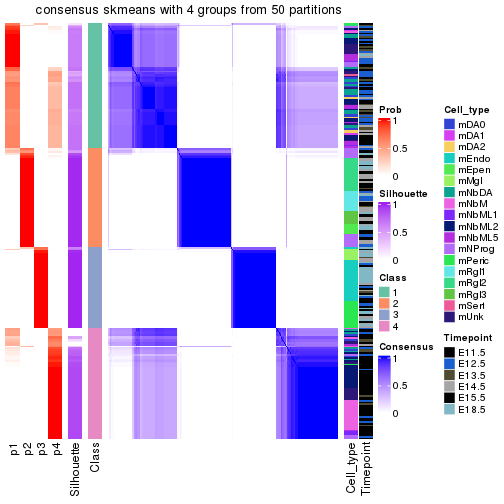 consensus skmeans with 4 groups from 50 partitions
Prob
1
0.5
0
Silhouette
1
0.5
0
Class
1
2
3
4
Consensus
1
0.5
0
Cell_type
mDA0
mDA1
mDA2
mEndo
mEpen
mMgl
mNbDA
mNbM
mNbML1
mNbML2
mNbML5
mNProg
mPeric
mRgl1
mRgl2
mRgl3
mSert
mUnk
Timepoint
E11.5
E12.5
E13.5
E14.5
E15.5
E18.5
p1
p2
p3
p4
Silhouette
Class
Cell_type
Timepoint